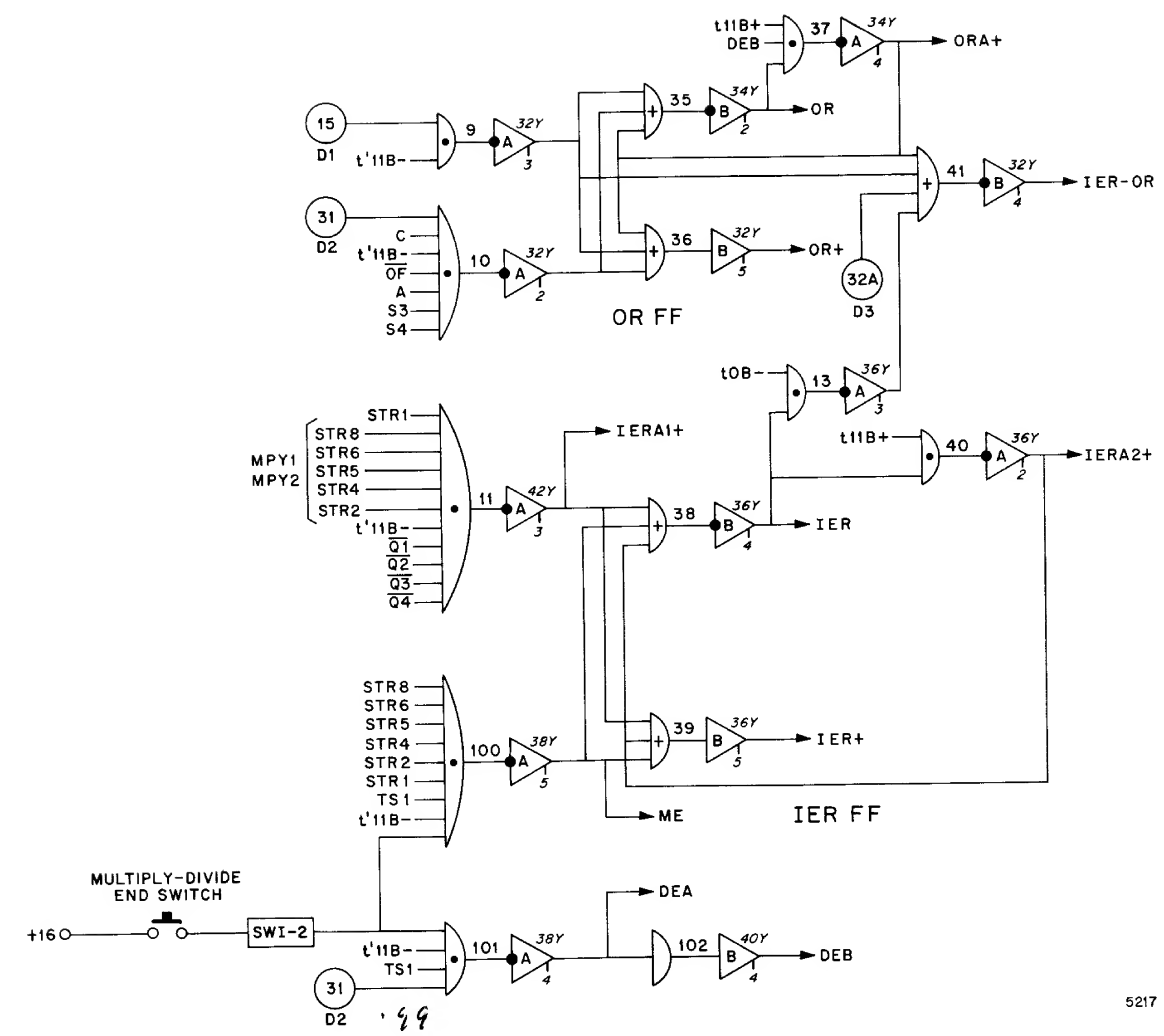 t11B+
DEB
37
A
34Y
4
ORA+
35
B
34Y
2
OR
15
D1
t'11B-
9
A
32Y
3
41
B
32Y
4
IER-OR
31
D2
C
t'11B-
OF
A
S3
S4
10
A
32Y
2
36
B
32Y
5
OR+
32A
D3
OR FF
t0B-
13
A
36Y
3
STR1
STR8
STR6
STR5
STR4
STR2
MPY1
MPY2
t'11B-
Q1
Q2
Q3
Q4
11
A
42Y
3
IERA1+
t11B+
40
A
36Y
2
IERA2+
38
B
36Y
4
IER
STR8
STR6
STR5
STR4
STR2
STR1
TS1
t'11B-
100
A
38Y
5
39
B
36Y
5
IER+
ME
IER FF
MULTIPLY-DIVIDE
END SWITCH
+16
SWI-2
t'11B-
TS1
31
D2
101
A
38Y
4
DEA
102
B
40Y
4
DEB
5217